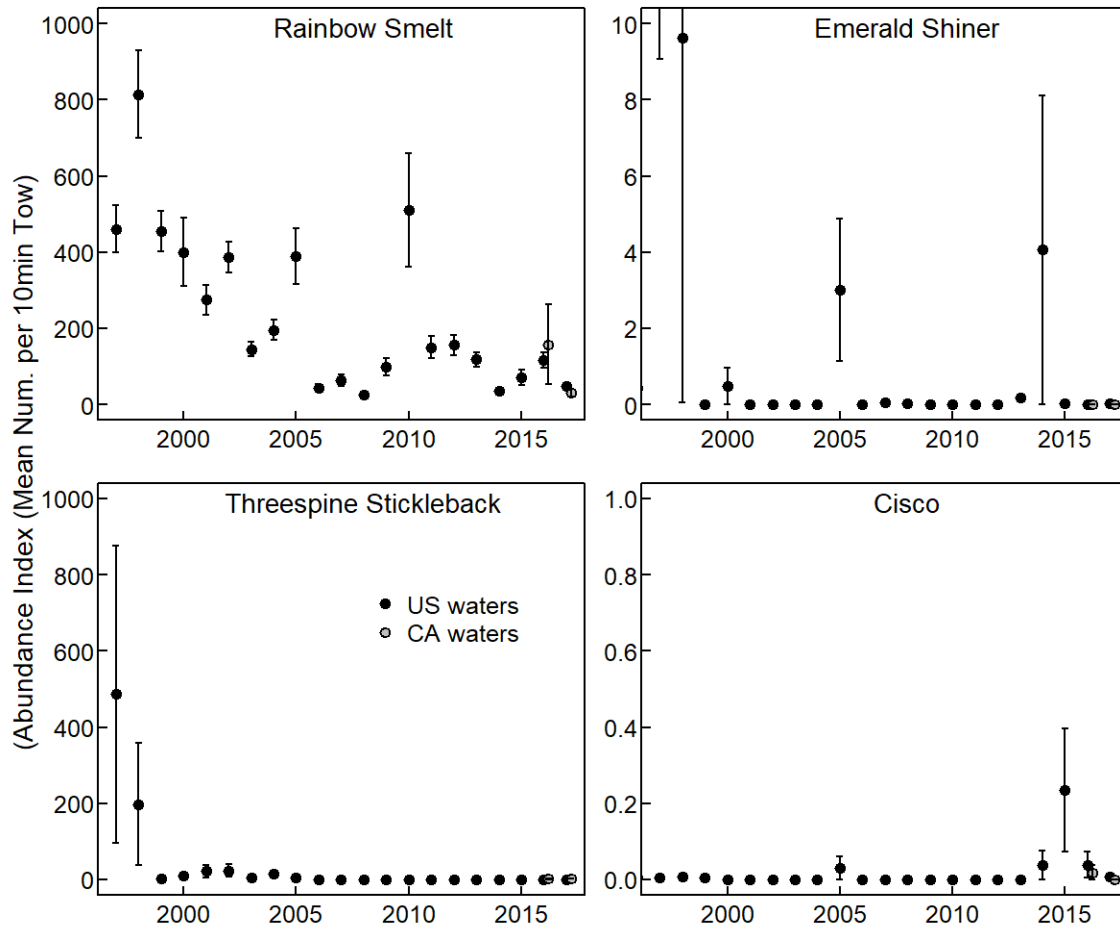 (Abundance Index (Mean Num. per 10min Tow)
Rainbow Smelt
1000
800
600
400
200
0
2000 2005 2010 2015
Emerald Shiner
10
8
6
4
2
0
2000 2005 2010 2015
Threespine Stickleback
1000
800
600
400
200
0
US waters
CA waters
2000 2005 2010 2015
Cisco
1.0
0.8
0.6
0.4
0.2
0.0
2000 2005 2010 2015